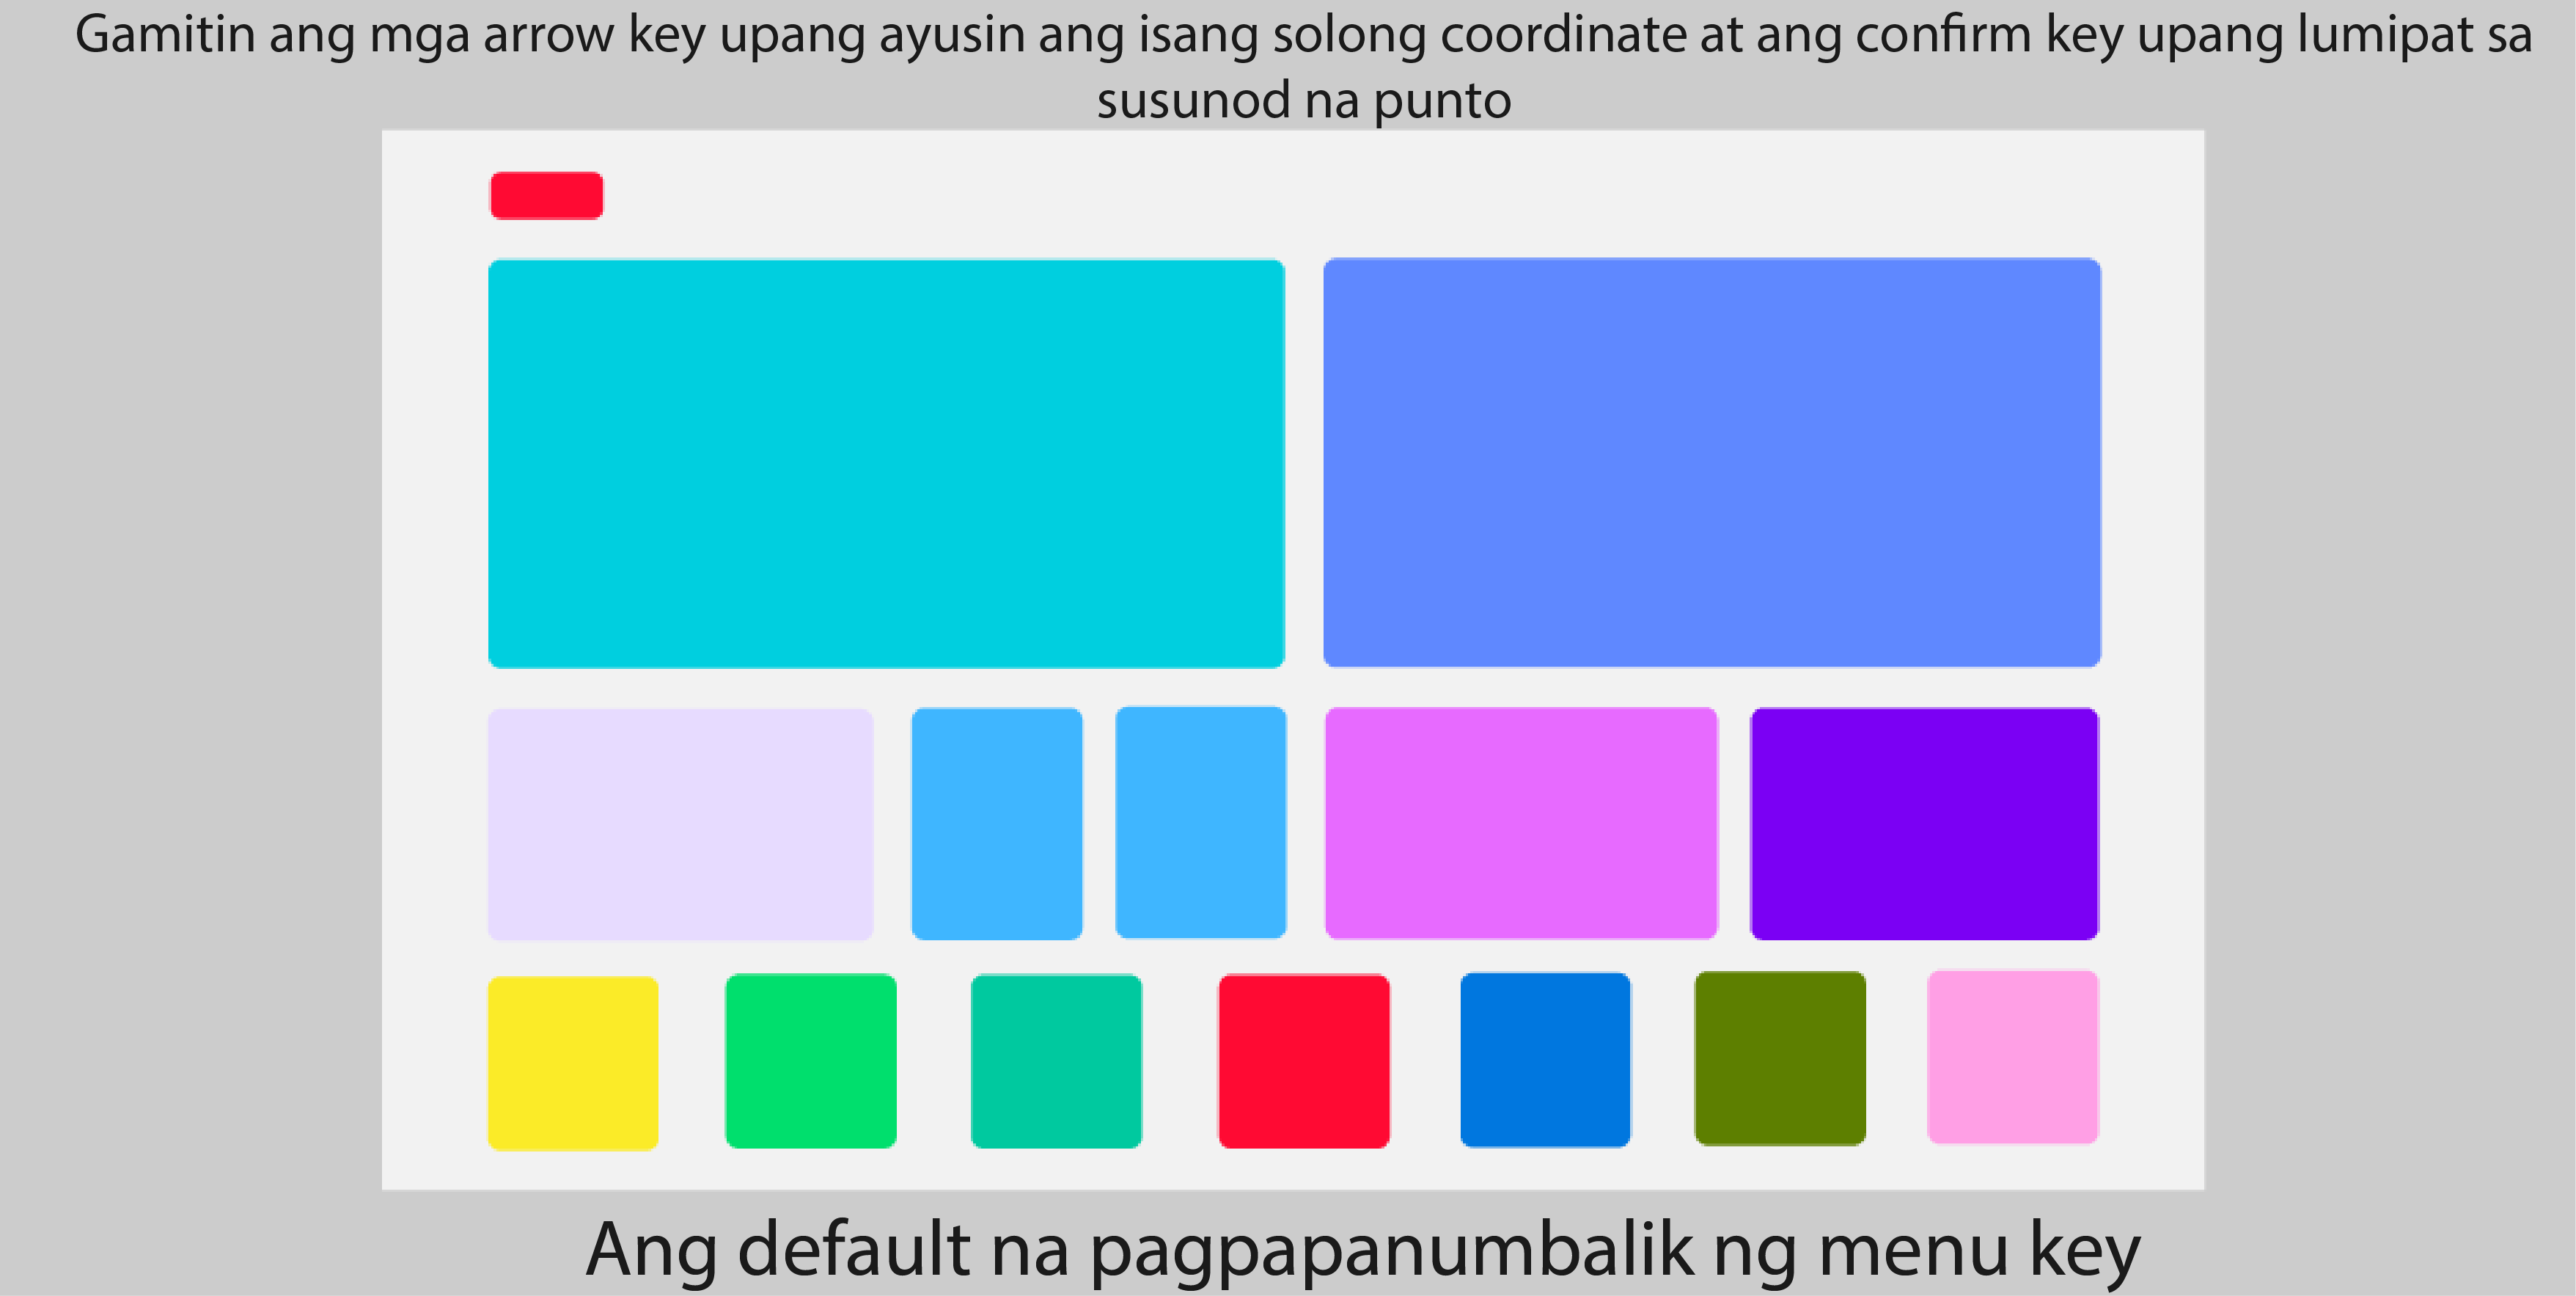 Gamitin ang mga arrow key upang ayusin ang isang solong coordinate at ang confirm key upang lumipat sa
susunod na punto
Ang default na pagpapanumbalik ng menu key